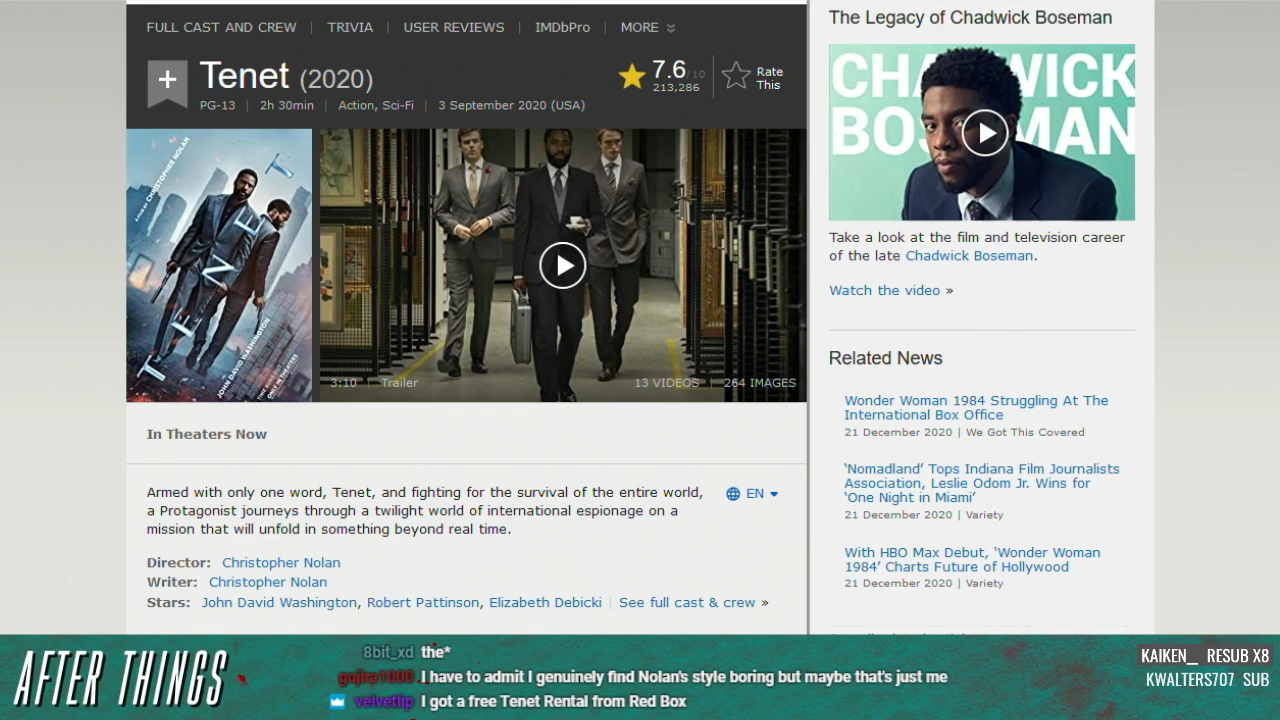 FULL CAST AND CREW | TRIVIA | USER REVIEWS | IMDbPro | MORE
Tenet (2020)
7.6/10
213,286
Rate This
PG-13 | 2h 30min | Action, Sci-Fi | 3 September 2020 (USA)
A FILM BY CHRISTOPHER NOLAN
TENET
JOHN DAVID WASHINGTON
3:10 | Trailer
13 VIDEOS | 264 IMAGES
In Theaters Now
Armed with only one word, Tenet, and fighting for the survival of the entire world,
a Protagonist journeys through a twilight world of international espionage on a
mission that will unfold in something beyond real time.
EN
Director: Christopher Nolan
Writer: Christopher Nolan
Stars: John David Washington, Robert Pattinson, Elizabeth Debicki | See full cast & crew »
The Legacy of Chadwick Boseman
CHADWICK
BOSEMAN
Take a look at the film and television career
of the late Chadwick Boseman.
Watch the video »
Related News
Wonder Woman 1984 Struggling At The
International Box Office
21 December 2020 | We Got This Covered
‘Nomadland’ Tops Indiana Film Journalists
Association, Leslie Odom Jr. Wins for
‘One Night in Miami’
21 December 2020 | Variety
With HBO Max Debut, ‘Wonder Woman
1984’ Charts Future of Hollywood
21 December 2020 | Variety
AFTER THINGS
8bit_xd the*
gojira1000 I have to admit I genuinely find Nolan's style boring but maybe that's just me
velvetlip I got a free Tenet Rental from Red Box
KAIKEN__ RESUB X8
KWALTERS707 SUB